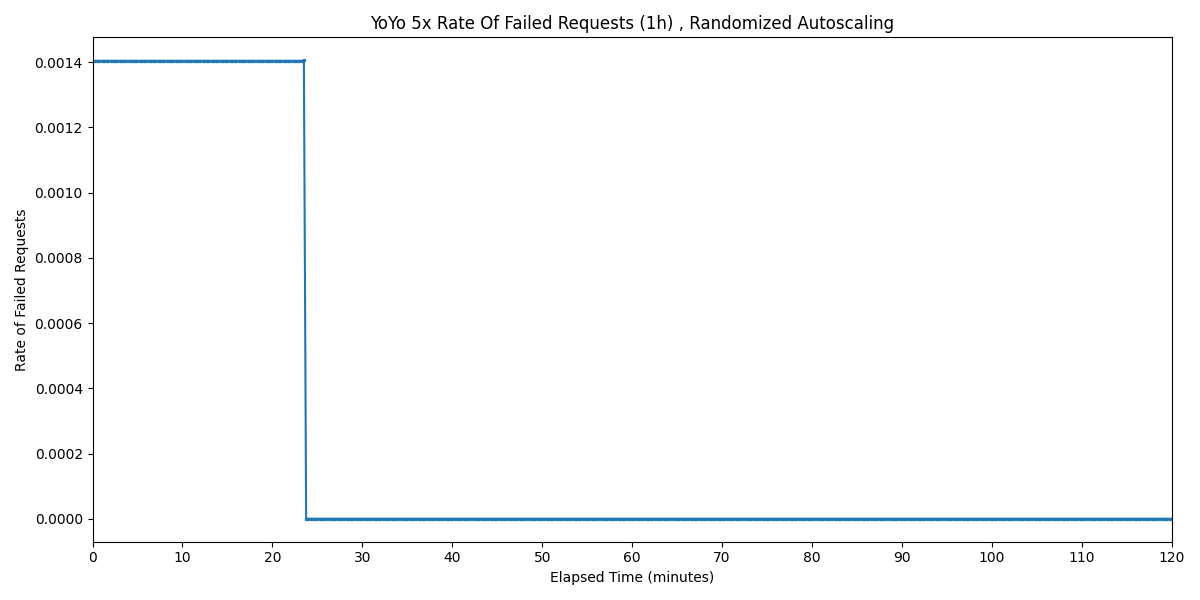 YoYo 5x Rate Of Failed Requests (1h) , Randomized Autoscaling
Rate of Failed Requests
0.0014
0.0012
0.0010
0.0008
0.0006
0.0004
0.0002
0.0000
0 10 20 30 40 50 60 70 80 90 100 110 120
Elapsed Time (minutes)